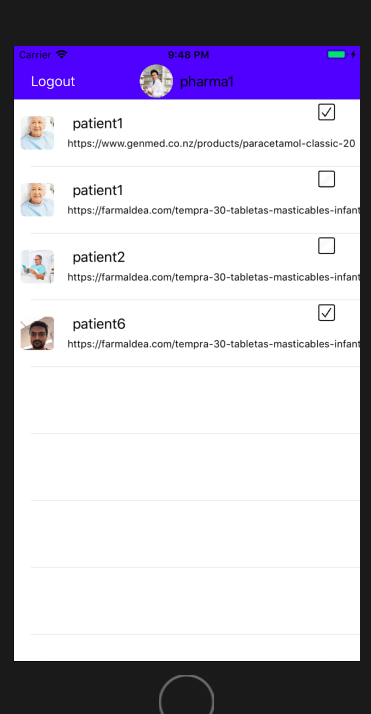 Carrier 9:48 PM
Logout pharma1
patient1
https://www.genmed.co.nz/products/paracetamol-classic-20
patient1
https://farmaldea.com/tempra-30-tabletas-masticables-infant
patient2
https://farmaldea.com/tempra-30-tabletas-masticables-infant
patient6
https://farmaldea.com/tempra-30-tabletas-masticables-infant